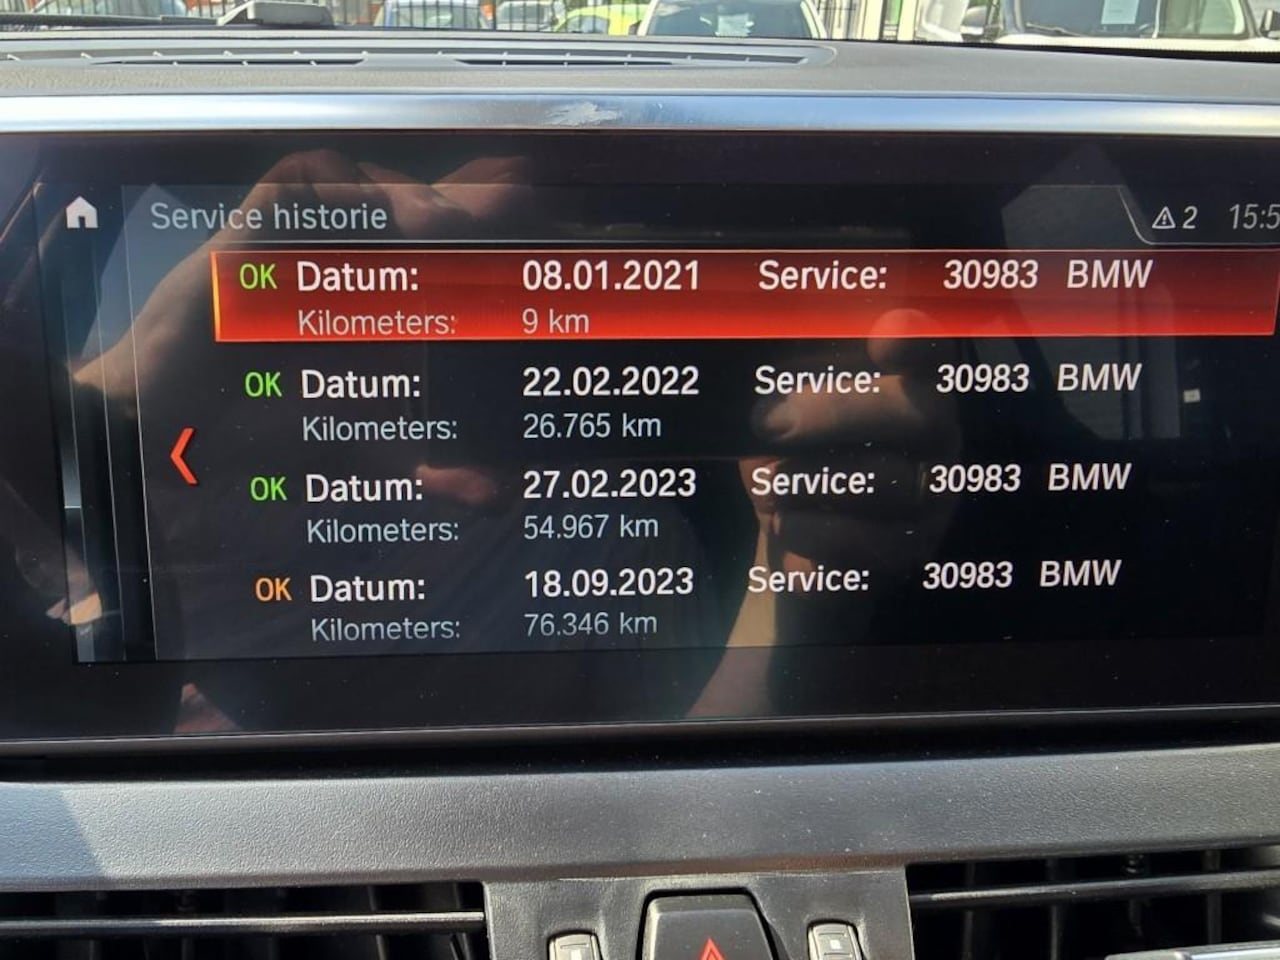 Service historie 2 15:5
OK Datum: 08.01.2021 Service: 30983 BMW
Kilometers: 9 km
OK Datum: 22.02.2022 Service: 30983 BMW
Kilometers: 26.765 km
OK Datum: 27.02.2023 Service: 30983 BMW
Kilometers: 54.967 km
OK Datum: 18.09.2023 Service: 30983 BMW
Kilometers: 76.346 km